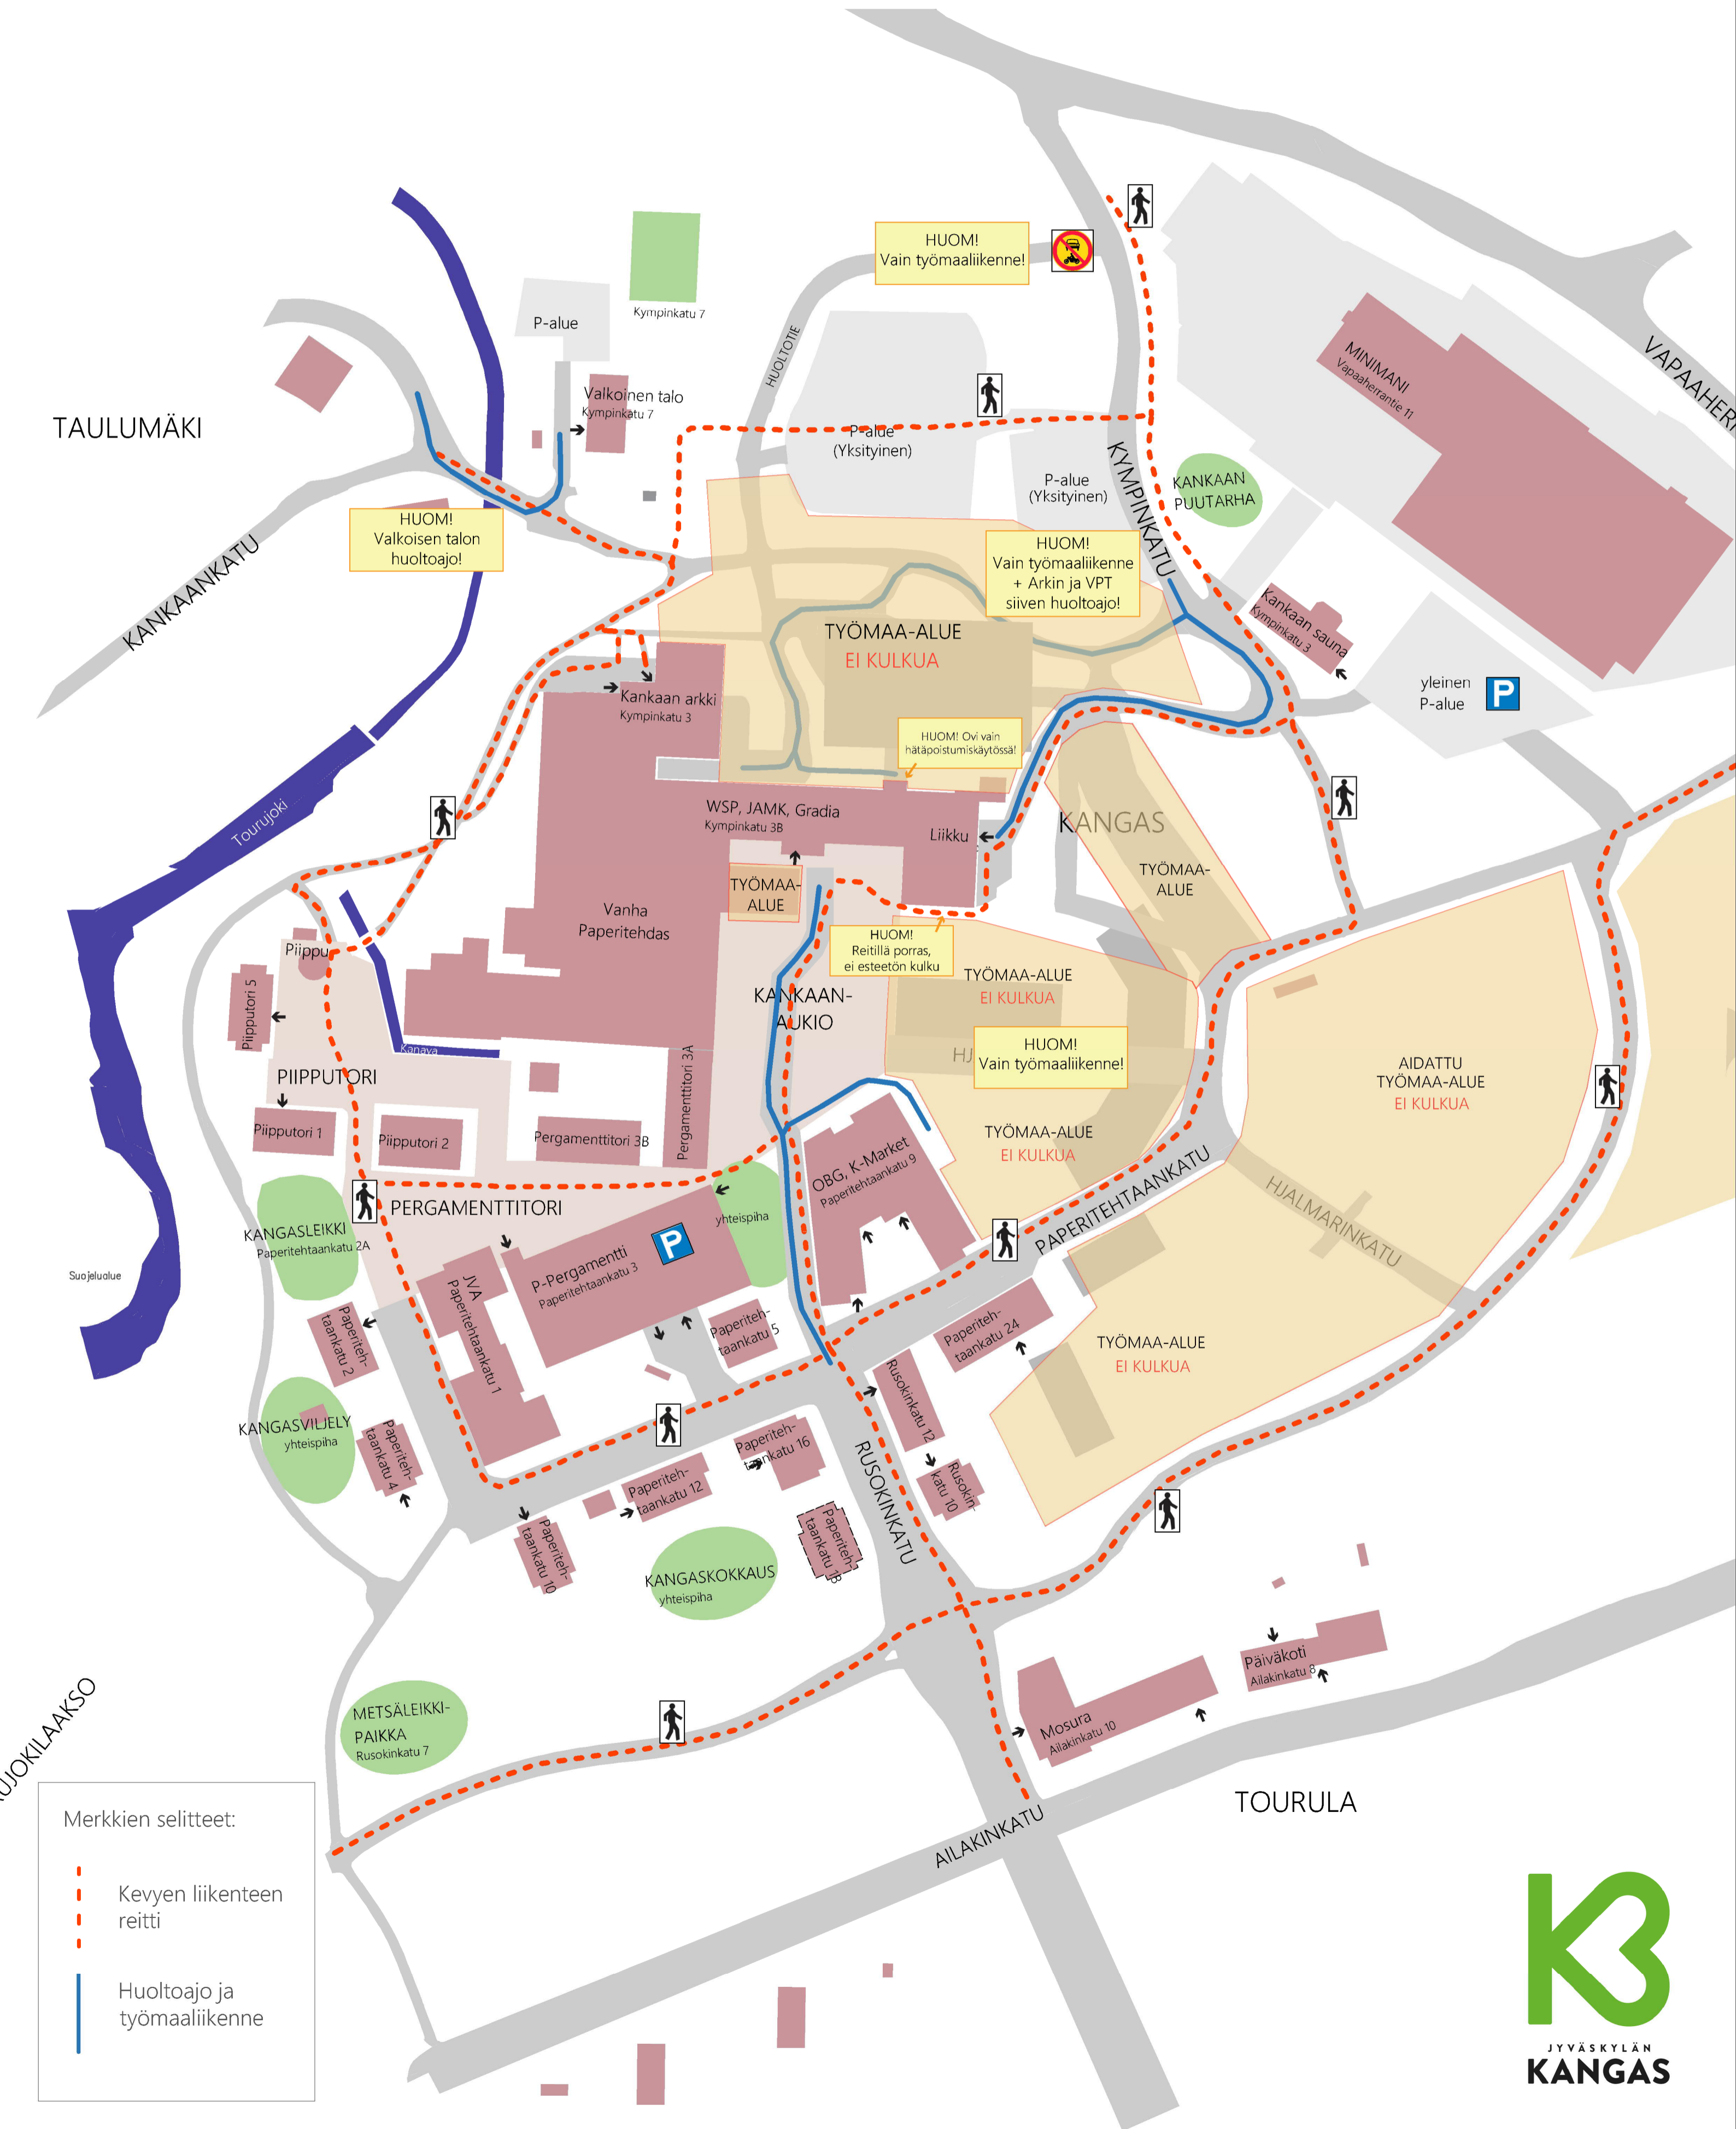 HUOM!
Vain työmaaliikenne!
Kympinkatu 7
P-alue
HUOLTOTIE
Valkoinen talo
Kympinkatu 7
TAULUMÄKI
P-alue
(Yksityinen)
P-alue
(Yksityinen)
KYMPINKATU
KANKAAN
PUUTARHA
MINIMANI
Vapaaherrantie 11
HUOM!
Valkoisen talon
huoltoajo!
KANKAANKATU
HUOM!
Vain työmaaliikenne
+ Arkin ja VPT
siiven huoltoajo!
TYÖMAA-ALUE
EI KULKUA
Kankaan sauna
Kympinkatu 3
yleinen
P-alue
P
Kankaan arkki
Kympinkatu 3
HUOM! Ovi vain
hätäpoistumiskäytössä!
Tourujoki
WSP, JAMK, Gradia
Kympinkatu 3B
Liikku
KANGAS
TYÖMAA-
ALUE
TYÖMAA-
ALUE
Vanha
Paperitehdas
HUOM!
Reitillä porras,
ei esteetön kulku
Piippu
Piipputori 5
KANKAAN-
AUKIO
TYÖMAA-ALUE
EI KULKUA
HUOM!
Vain työmaaliikenne!
HJ
Kanava
PIIPPUTORI
AIDATTU
TYÖMAA-ALUE
EI KULKUA
Piipputori 1
Piipputori 2
Pergamenttitori 3B
Pergamenttitori 3A
TYÖMAA-ALUE
EI KULKUA
OBG, K-Market
Paperitehtaankatu 9
PERGAMENTTITORI
yhteispiha
PAPERITEHTAANKATU
HJALMARINKATU
KANGASLEIKKI
Paperitehtaankatu 2A
Suojelualue
P-Pergamentti
Paperitehtaankatu 3
P
JVA
Paperitehtaankatu 1
Paperiteh-
taankatu 2
Paperiteh-
taankatu 5
Paperiteh-
taankatu 24
TYÖMAA-ALUE
EI KULKUA
Rusokinkatu 12
KANGASVILJELY
yhteispiha
Paperiteh-
taankatu 4
Paperiteh-
taankatu 16
Paperiteh-
taankatu 12
RUSOKINKATU
Rusokin-
katu 10
Paperiteh-
taankatu 10
Paperiteh-
taankatu 18
KANGASKOKKAUS
yhteispiha
METSÄLEIKKI-
PAIKKA
Rusokinkatu 7
Päiväkoti
Ailakinkatu 8
Mosura
Ailakinkatu 10
TOURULA
AILAKINKATU
Merkkien selitteet:
Kevyen liikenteen
reitti
Huoltoajo ja
työmaaliikenne
JYVÄSKYLÄN
KANGAS